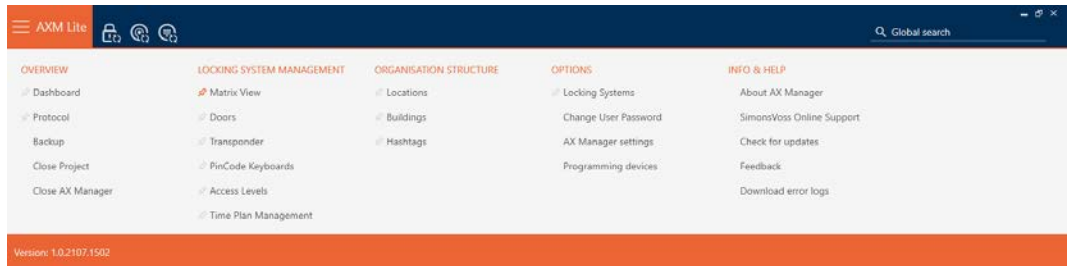 AXM Lite
Global search
OVERVIEW
Dashboard
Protocol
Backup
Close Project
Close AX Manager
LOCKING SYSTEM MANAGEMENT
Matrix View
Doors
Transponder
PinCode Keyboards
Access Levels
Time Plan Management
ORGANISATION STRUCTURE
Locations
Buildings
Hashtags
OPTIONS
Locking Systems
Change User Password
AX Manager settings
Programming devices
INFO & HELP
About AX Manager
SimonsVoss Online Support
Check for updates
Feedback
Download error logs
Version: 1.0.2107.1502